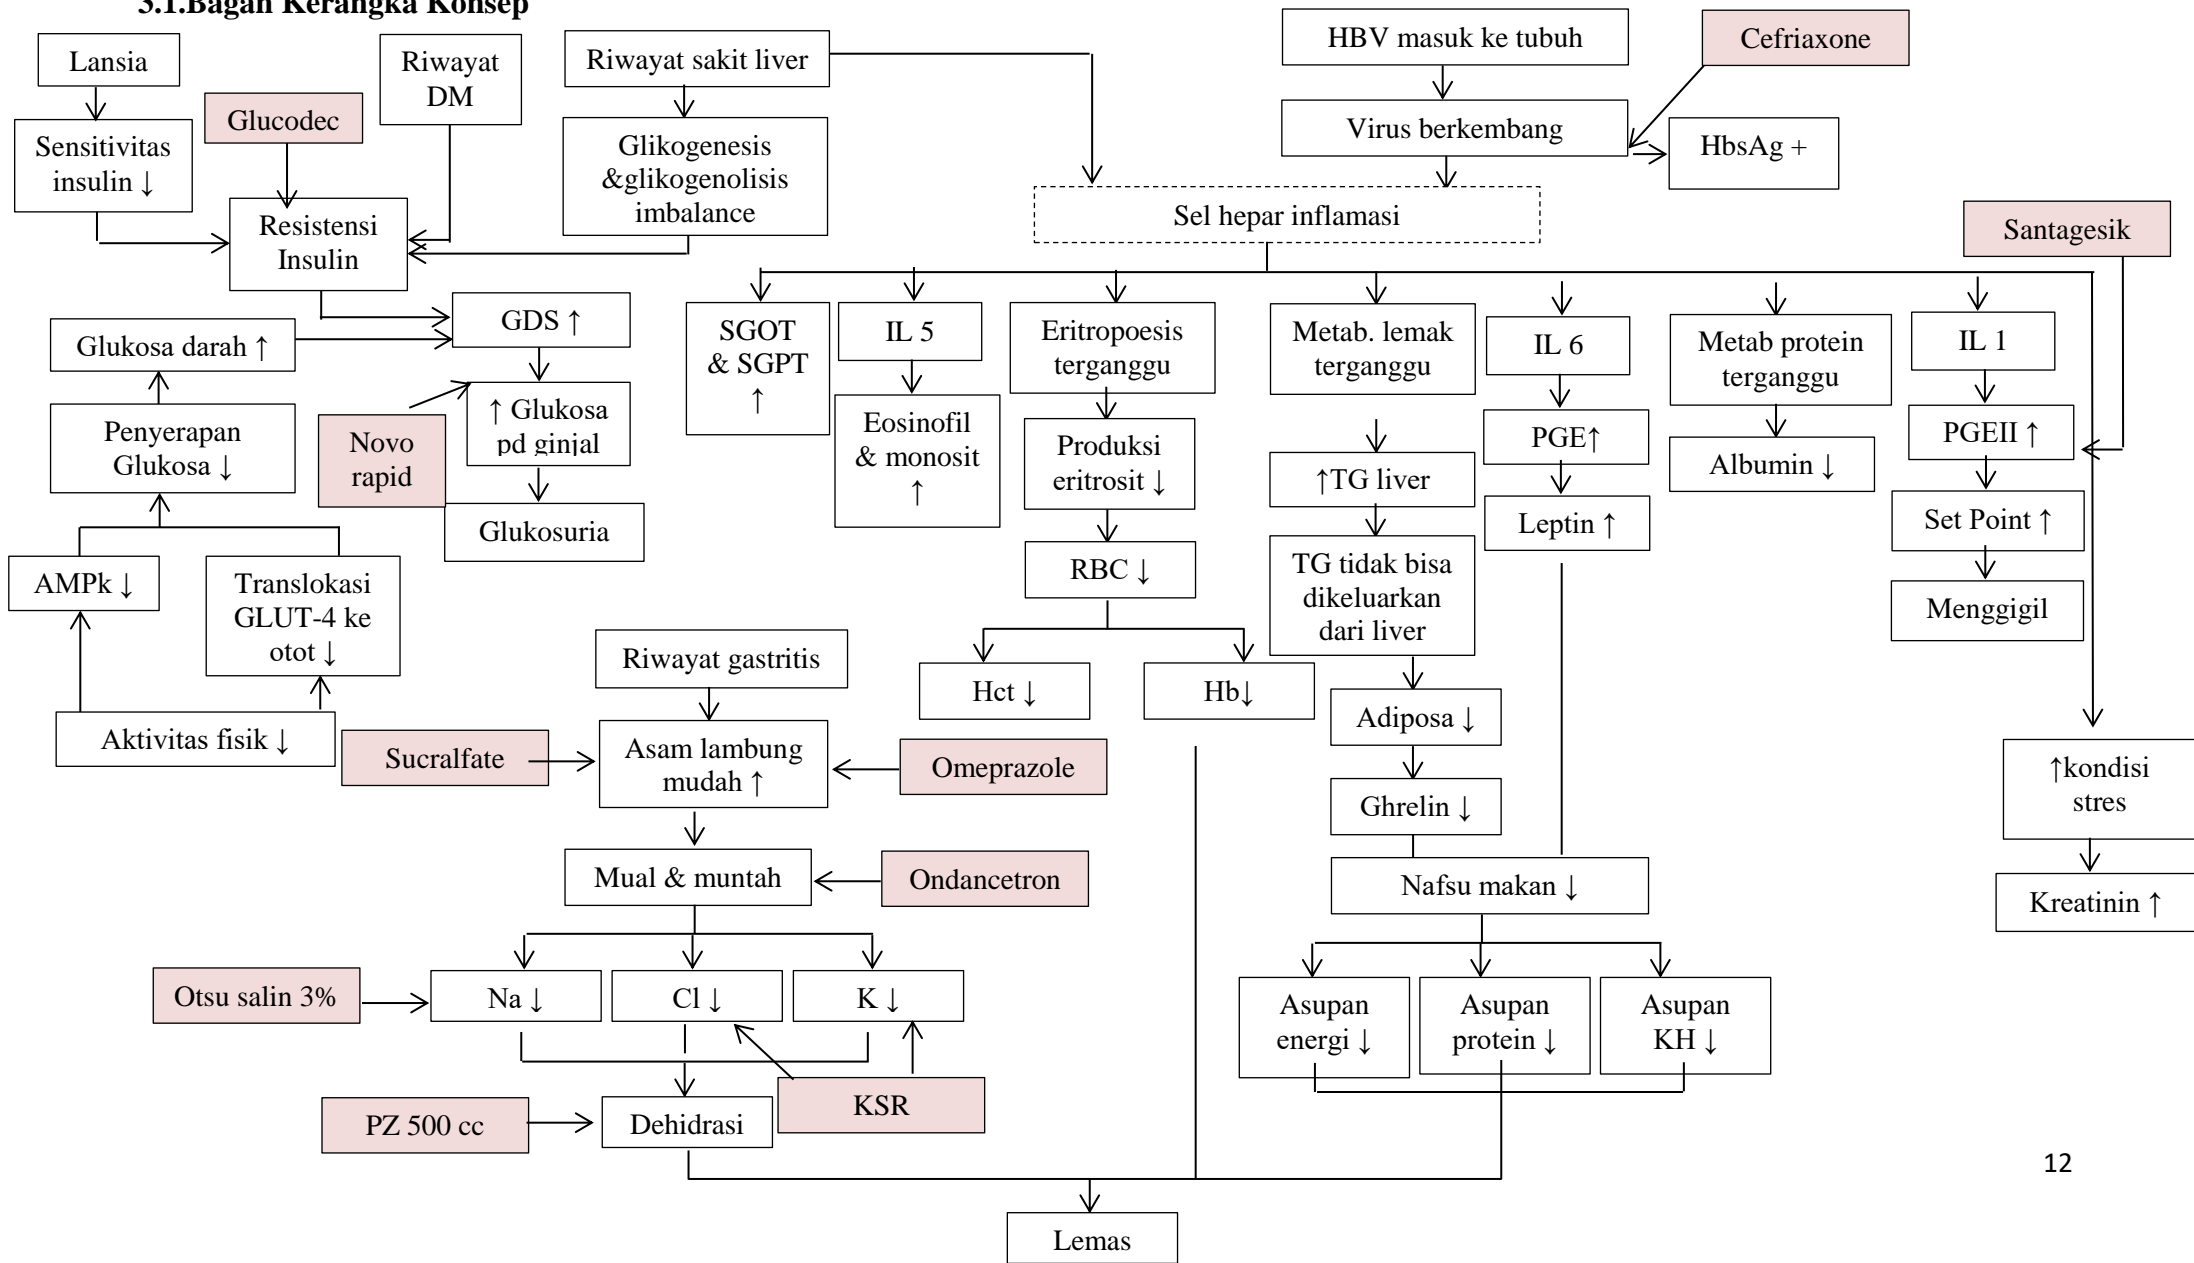 3.1.Bagan Kerangka Konsep
Lansia
Sensitivitas
insulin ↓
Glucodec
Riwayat
DM
Riwayat sakit liver
Glikogenesis
&glikogenolisis
imbalance
Resistensi
Insulin
HBV masuk ke tubuh
Cefriaxone
Virus berkembang
HbsAg +
Sel hepar inflamasi
Santagesik
Glukosa darah ↑
GDS ↑
Penyerapan
Glukosa ↓
Novo
rapid
↑ Glukosa
pd ginjal
Glukosuria
AMPk ↓
Translokasi
GLUT-4 ke
otot ↓
Aktivitas fisik ↓
SGOT
& SGPT
↑
IL 5
Eosinofil
& monosit
↑
Eritropoesis
terganggu
Produksi
eritrosit ↓
RBC ↓
Hct ↓
Hb↓
Metab. lemak
terganggu
↑TG liver
TG tidak bisa
dikeluarkan
dari liver
Adiposa ↓
Ghrelin ↓
IL 6
PGE↑
Leptin ↑
Metab protein
terganggu
Albumin ↓
IL 1
PGEII ↑
Set Point ↑
Menggigil
↑kondisi
stres
Kreatinin ↑
Riwayat gastritis
Sucralfate
Asam lambung
mudah ↑
Omeprazole
Mual & muntah
Ondancetron
Nafsu makan ↓
Otsu salin 3%
Na ↓
Cl ↓
K ↓
Asupan
energi ↓
Asupan
protein ↓
Asupan
KH ↓
PZ 500 cc
Dehidrasi
KSR
Lemas
12